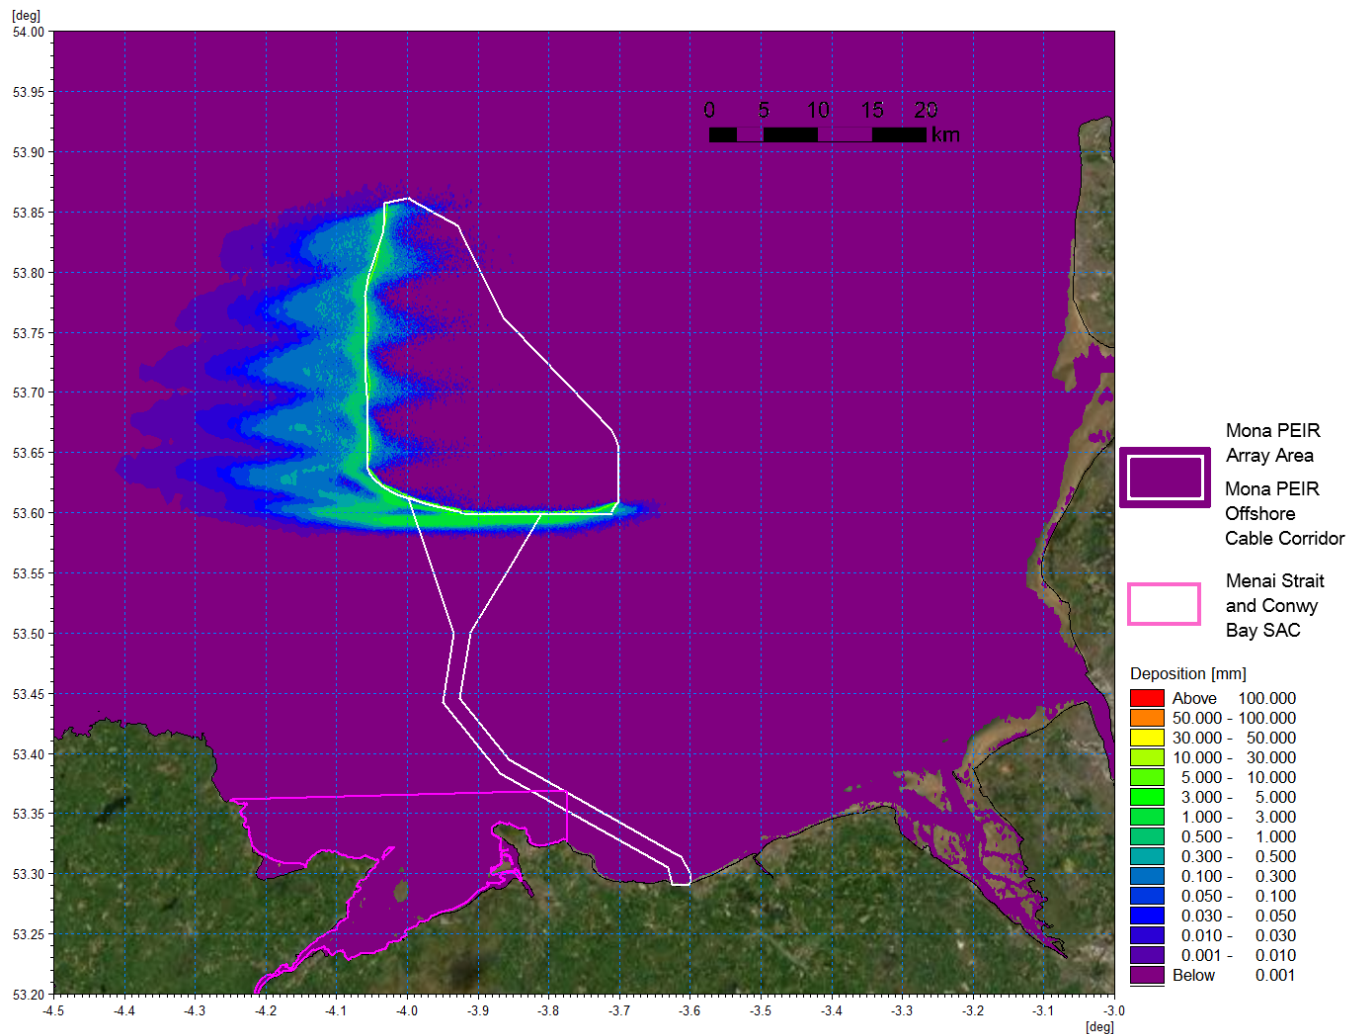 [deg]
54.00
53.95
53.90
53.85
53.80
53.75
53.70
53.65
53.60
53.55
53.50
53.45
53.40
53.35
53.30
53.25
53.20
-4.5 -4.4 -4.3 -4.2 -4.1 -4.0 -3.9 -3.8 -3.7 -3.6 -3.5 -3.4 -3.3 -3.2 -3.1 -3.0
[deg]
0 5 10 15 20
km
Mona PEIR
Array Area
Mona PEIR
Offshore
Cable Corridor
Menai Strait
and Conwy
Bay SAC
Deposition [mm]
Above 100.000
50.000 - 100.000
30.000 - 50.000
10.000 - 30.000
5.000 - 10.000
3.000 - 5.000
1.000 - 3.000
0.500 - 1.000
0.300 - 0.500
0.100 - 0.300
0.050 - 0.100
0.030 - 0.050
0.010 - 0.030
0.001 - 0.010
Below 0.001